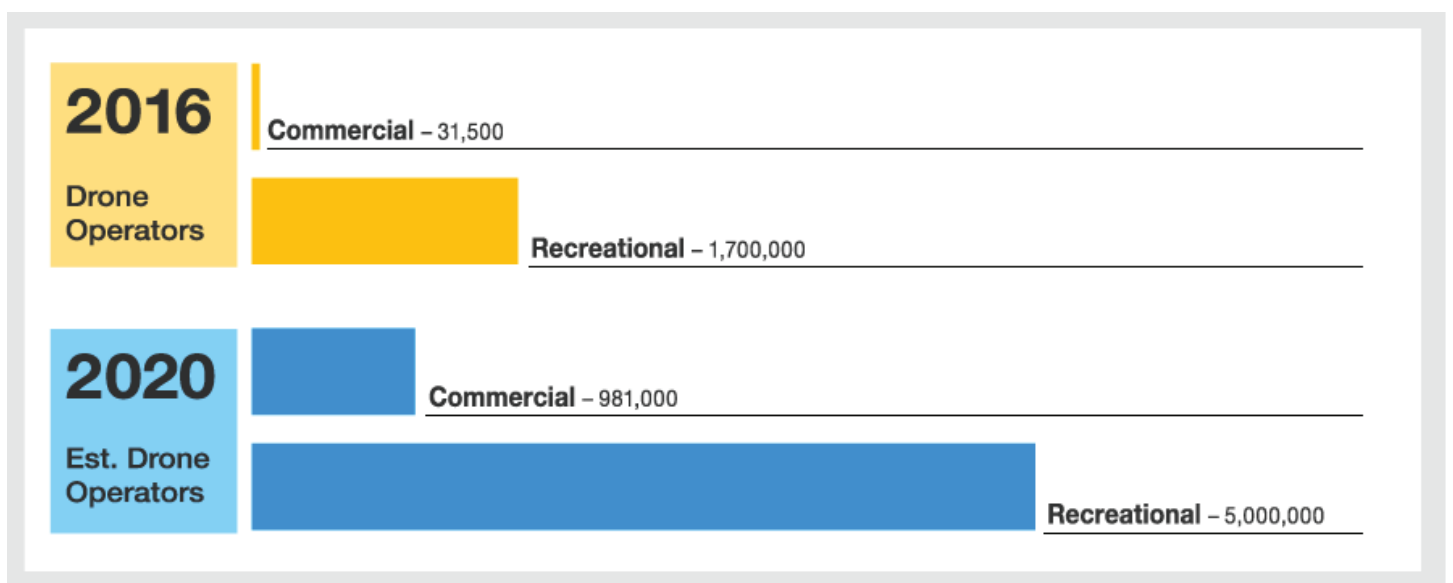 2016
Drone
Operators
Commercial – 31,500
Recreational – 1,700,000
2020
Est. Drone
Operators
Commercial – 981,000
Recreational – 5,000,000